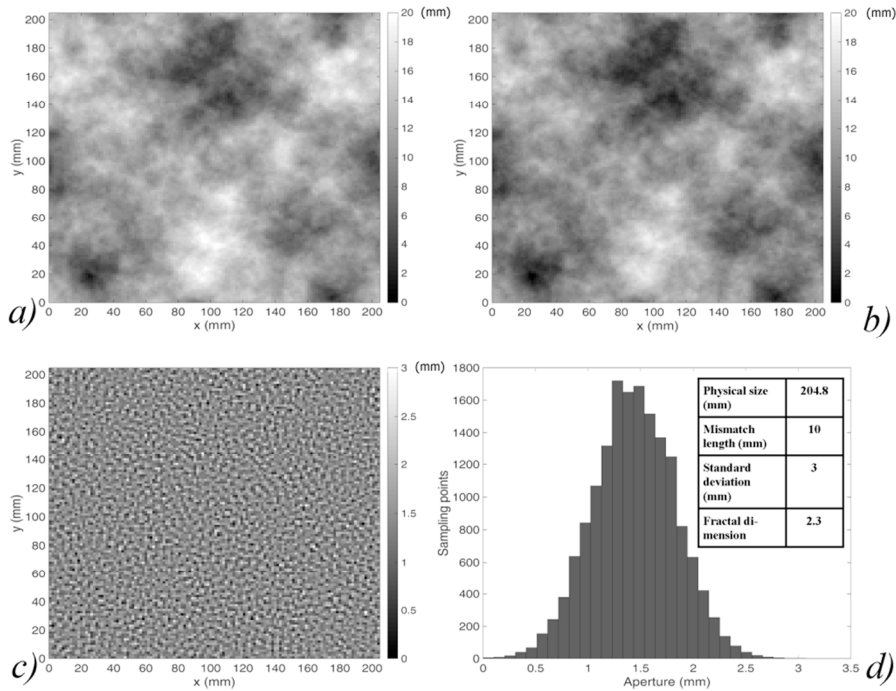 (mm)
200
180
160
140
120
100
80
60
40
20
0
y (mm)
20
18
16
14
12
10
8
6
4
2
0
0 20 40 60 80 100 120 140 160 180 200
x (mm)
a)
(mm)
200
180
160
140
120
100
80
60
40
20
0
y (mm)
20
18
16
14
12
10
8
6
4
2
0
0 20 40 60 80 100 120 140 160 180 200
x (mm)
b)
(mm)
200
180
160
140
120
100
80
60
40
20
0
y (mm)
3
2.5
2
1.5
1
0.5
0
0 20 40 60 80 100 120 140 160 180 200
x (mm)
c)
1800
1600
1400
1200
1000
800
600
400
200
0
Sampling points
Physical size
(mm)
204.8
Mismatch
length (mm)
10
Standard
deviation
(mm)
3
Fractal di-
mension
2.3
0 0.5 1 1.5 2 2.5 3 3.5
Aperture (mm)
d)